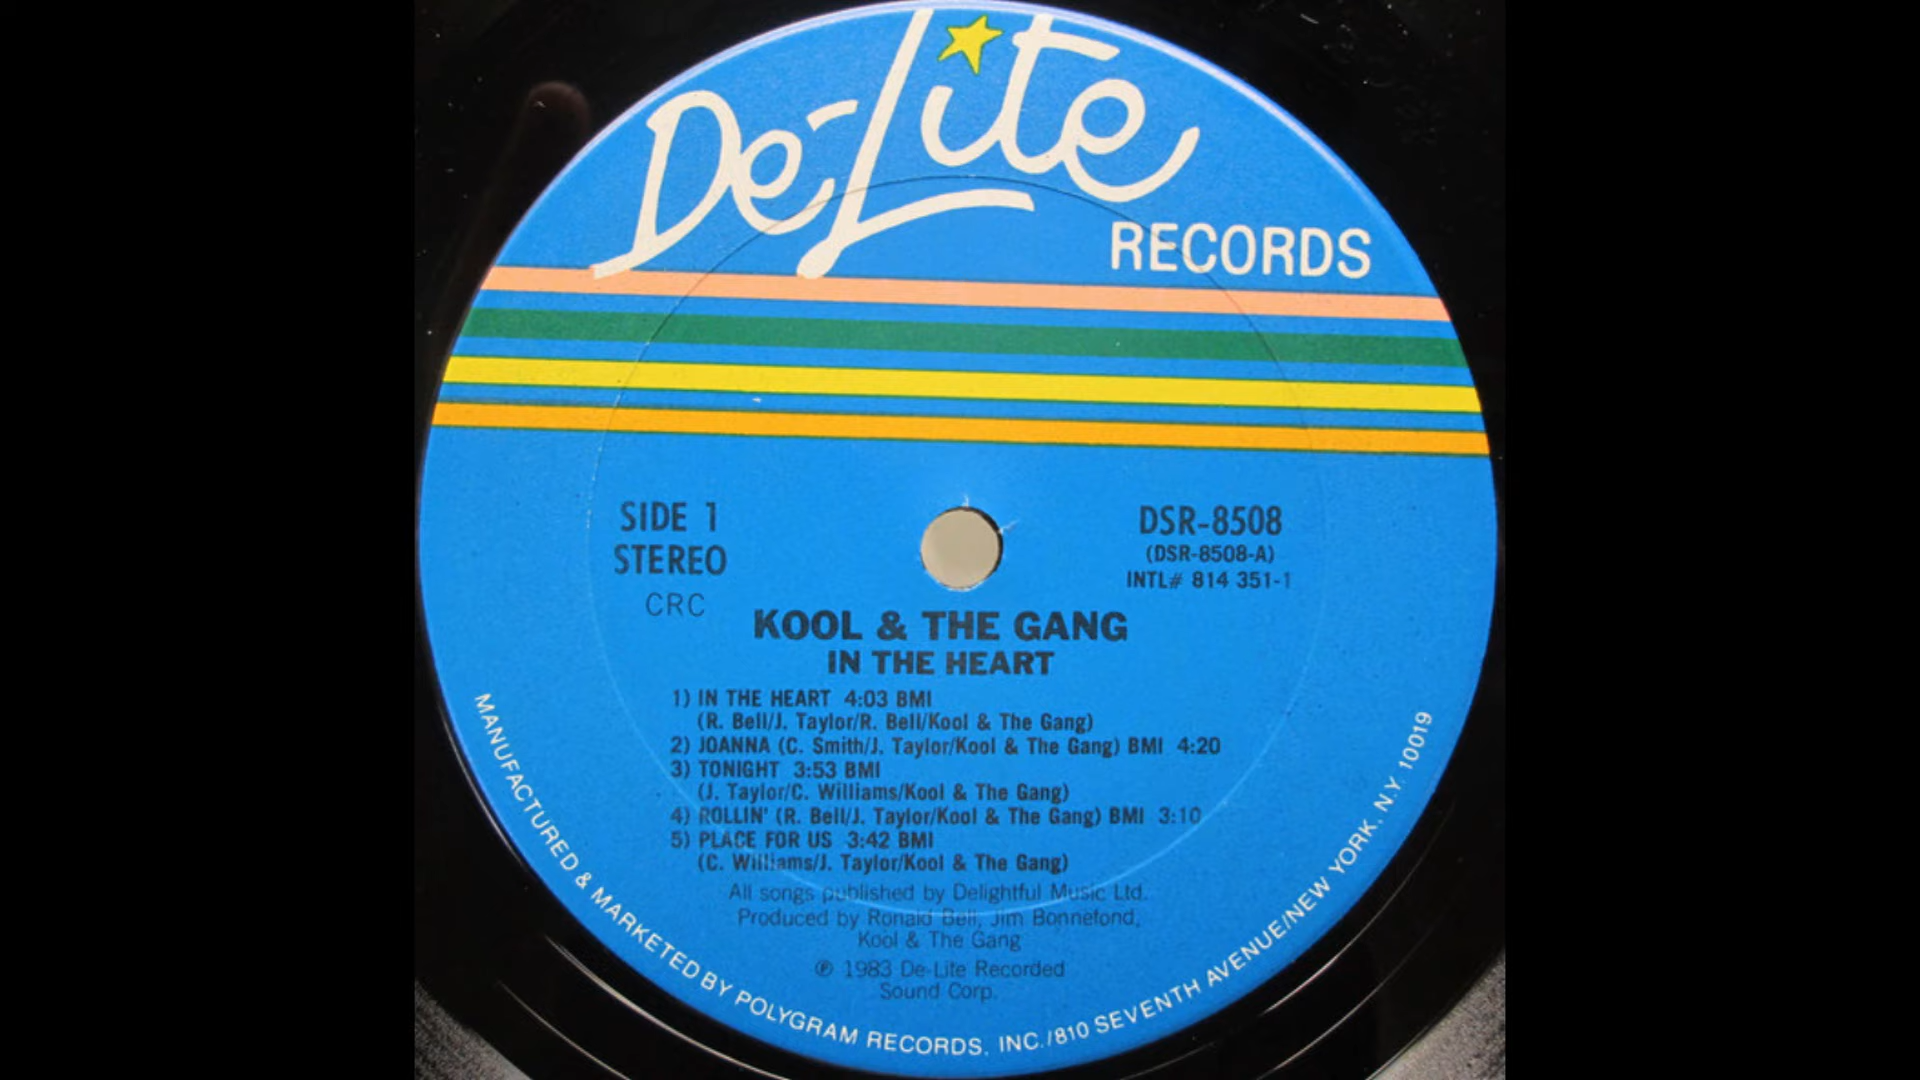 De-Lite
RECORDS
SIDE 1
STEREO
CRC
DSR-8508
(DSR-8508-A)
INTL# 814 351-1
KOOL & THE GANG
IN THE HEART
1) IN THE HEART 4:03 BMI
(R. Bell/J. Taylor/R. Bell/Kool & The Gang)
2) JOANNA (C. Smith/J. Taylor/Kool & The Gang) BMI 4:20
3) TONIGHT 3:53 BMI
(J. Taylor/C. Williams/Kool & The Gang)
4) ROLLIN' (R. Bell/J. Taylor/Kool & The Gang) BMI 3:10
5) PLACE FOR US 3:42 BMI
(C. Williams/J. Taylor/Kool & The Gang)
All songs published by Delightful Music Ltd.
Produced by Ronald Bell, Jim Bonnefond,
Kool & The Gang
℗ 1983 De-Lite Recorded
Sound Corp.
MANUFACTURED & MARKETED BY POLYGRAM RECORDS, INC./810 SEVENTH AVENUE/NEW YORK, N.Y. 10019